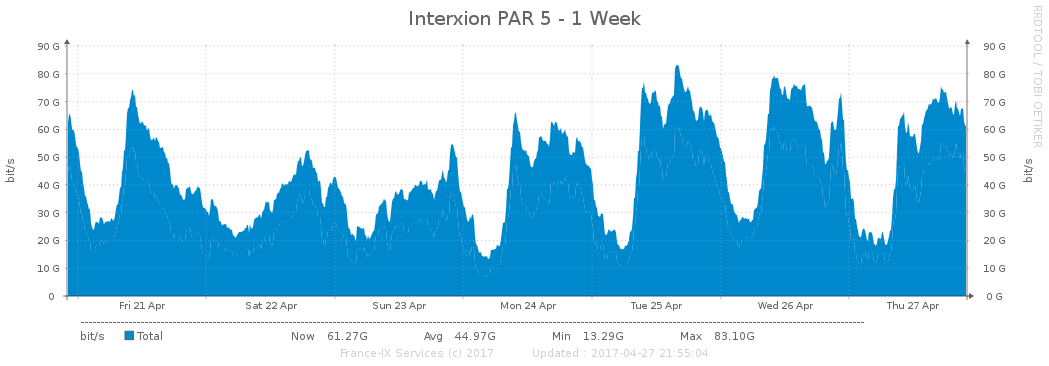 Interxion PAR 5 - 1 Week
RRDTOOL / TOBI OETIKER
90 G 90 G
80 G 80 G
70 G 70 G
60 G 60 G
50 G 50 G
40 G 40 G
30 G 30 G
20 G 20 G
10 G 10 G
0 0 G
bit/s bit/s
Fri 21 Apr Sat 22 Apr Sun 23 Apr Mon 24 Apr Tue 25 Apr Wed 26 Apr Thu 27 Apr
bit/s Total Now 61.27G Avg 44.97G Min 13.29G Max 83.10G
France-IX Services (c) 2017 Updated : 2017-04-27 21:55:04